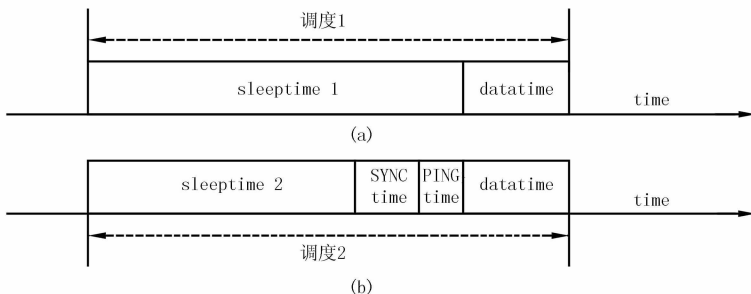 调度1
sleeptime 1 datatime
time
(a)
sleeptime 2 SYNC time PING time datatime
time
调度2
(b)